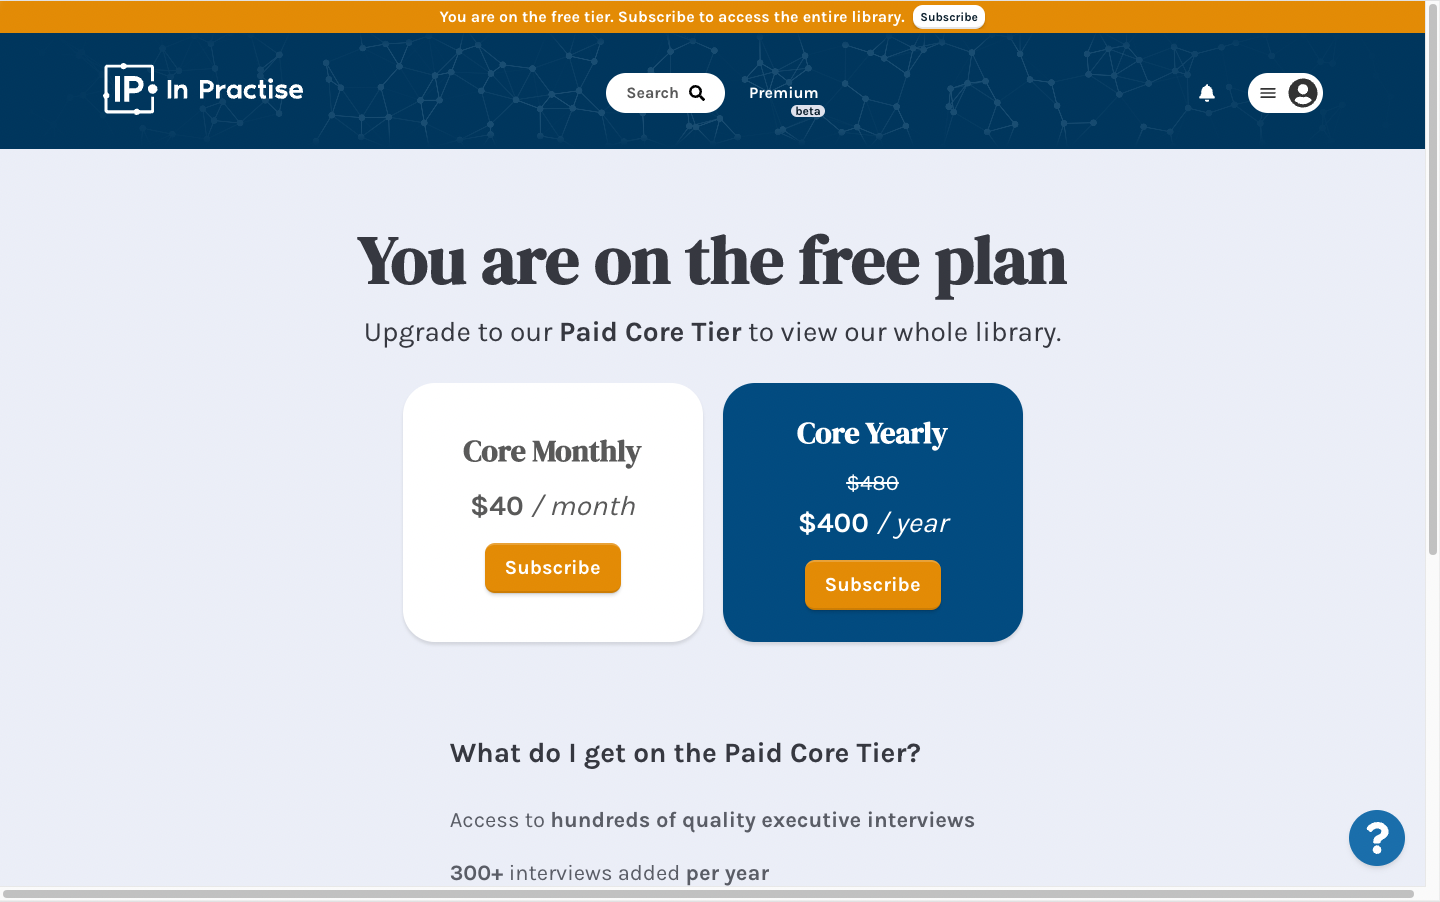 You are on the free tier. Subscribe to access the entire library. Subscribe
IP In Practise
Search
Premium
beta
You are on the free plan
Upgrade to our Paid Core Tier to view our whole library.
Core Monthly
$40 / month
Subscribe
Core Yearly
$480
$400 / year
Subscribe
What do I get on the Paid Core Tier?
Access to hundreds of quality executive interviews
300+ interviews added per year
?